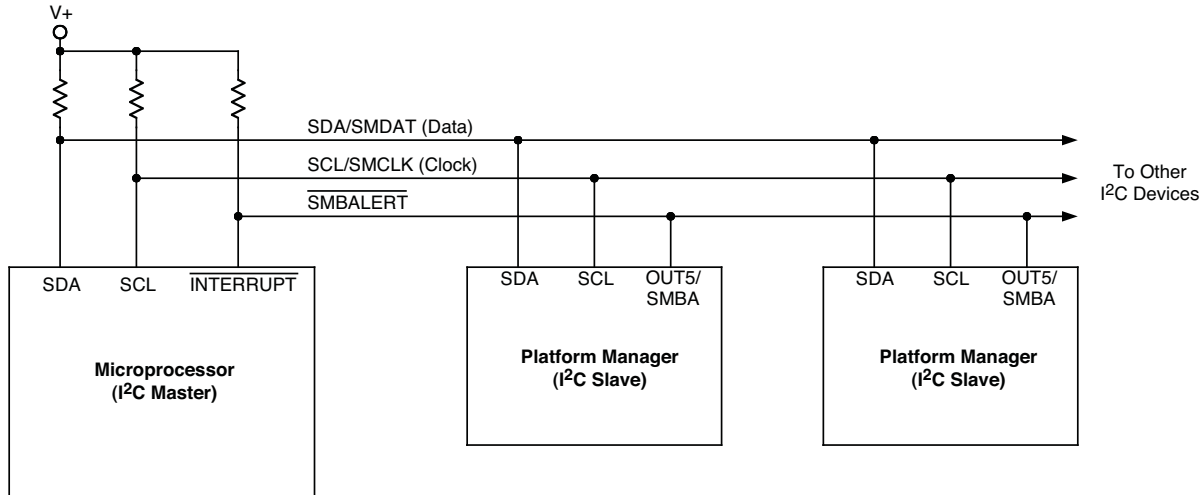 V+
SDA/SMDAT (Data)
SCL/SMCLK (Clock)
SMBALERT
To Other
I²C Devices
SDA SCL INTERRUPT
Microprocessor
(I²C Master)
SDA SCL OUT5/
SMBA
Platform Manager
(I²C Slave)
SDA SCL OUT5/
SMBA
Platform Manager
(I²C Slave)